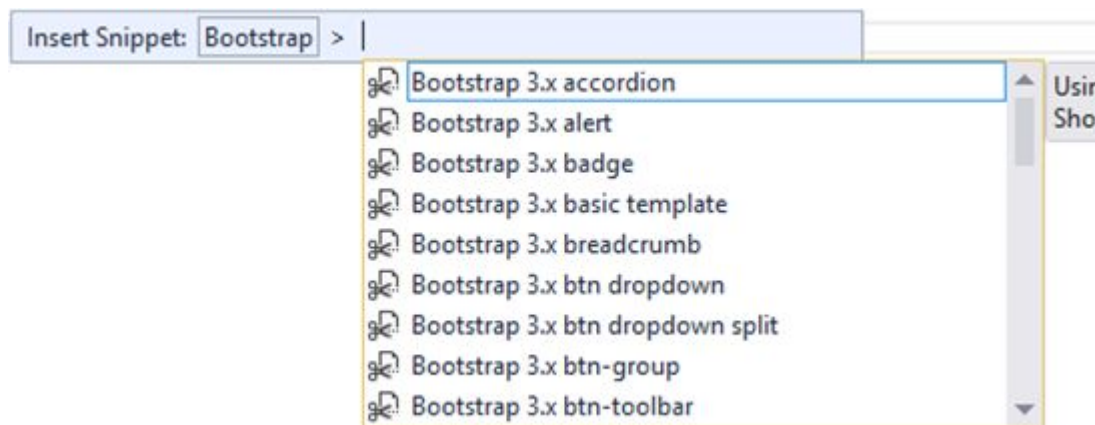 Insert Snippet: Bootstrap >
Bootstrap 3.x accordion
Bootstrap 3.x alert
Bootstrap 3.x badge
Bootstrap 3.x basic template
Bootstrap 3.x breadcrumb
Bootstrap 3.x btn dropdown
Bootstrap 3.x btn dropdown split
Bootstrap 3.x btn-group
Bootstrap 3.x btn-toolbar